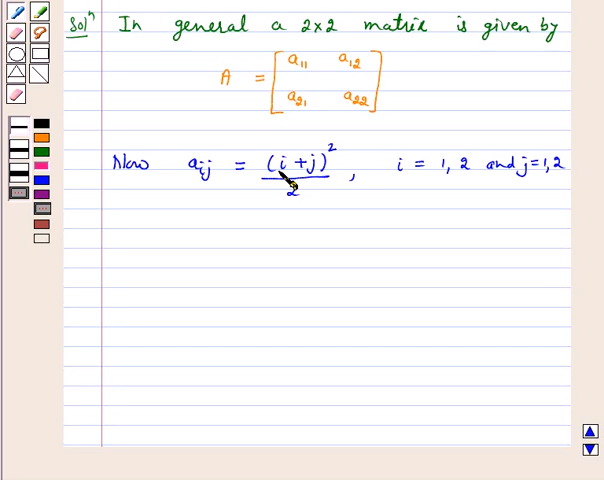 Solⁿ In general a 2×2 matrix is given by
A = [a₁₁ a₁₂
a₂₁ a₂₂]
Now aᵢⱼ = (i + j)²/2, i = 1, 2 and j=1,2